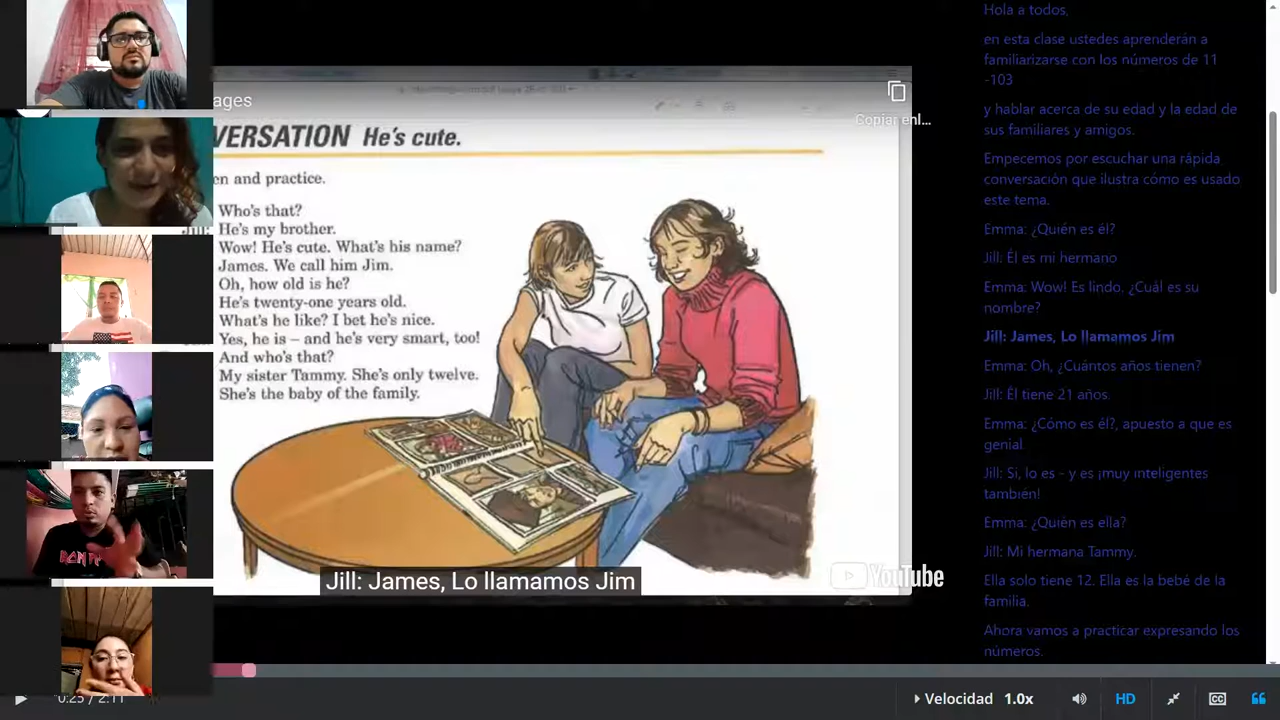 ages
Copiar enl...
VERSATION He's cute.
en and practice.
Who's that?
Jill: He's my brother.
Wow! He's cute. What's his name?
James. We call him Jim.
Oh, how old is he?
He's twenty-one years old.
What's he like? I bet he's nice.
Yes, he is – and he's very smart, too!
And who's that?
My sister Tammy. She's only twelve.
She's the baby of the family.
Jill: James, Lo llamamos Jim
YouTube
Hola a todos,
en esta clase ustedes aprenderán a
familiarizarse con los números de 11
-103
y hablar acerca de su edad y la edad de
sus familiares y amigos.
Empecemos por escuchar una rápida
conversación que ilustra cómo es usado
este tema.
Emma: ¿Quién es él?
Jill: Él es mi hermano
Emma: Wow! Es lindo. ¿Cuál es su
nombre?
Jill: James, Lo llamamos Jim
Emma: Oh, ¿Cuántos años tienen?
Jill: Él tiene 21 años.
Emma: ¿Cómo es él?, apuesto a que es
genial
Jill: Si, lo es - y es ¡muy inteligentes
también!
Emma: ¿Quién es ella?
Jill: Mi hermana Tammy.
Ella solo tiene 12. Ella es la bebé de la
familia.
Ahora vamos a practicar expresando los
números.
0:25 / 2:11
Velocidad 1.0x
HD
CC